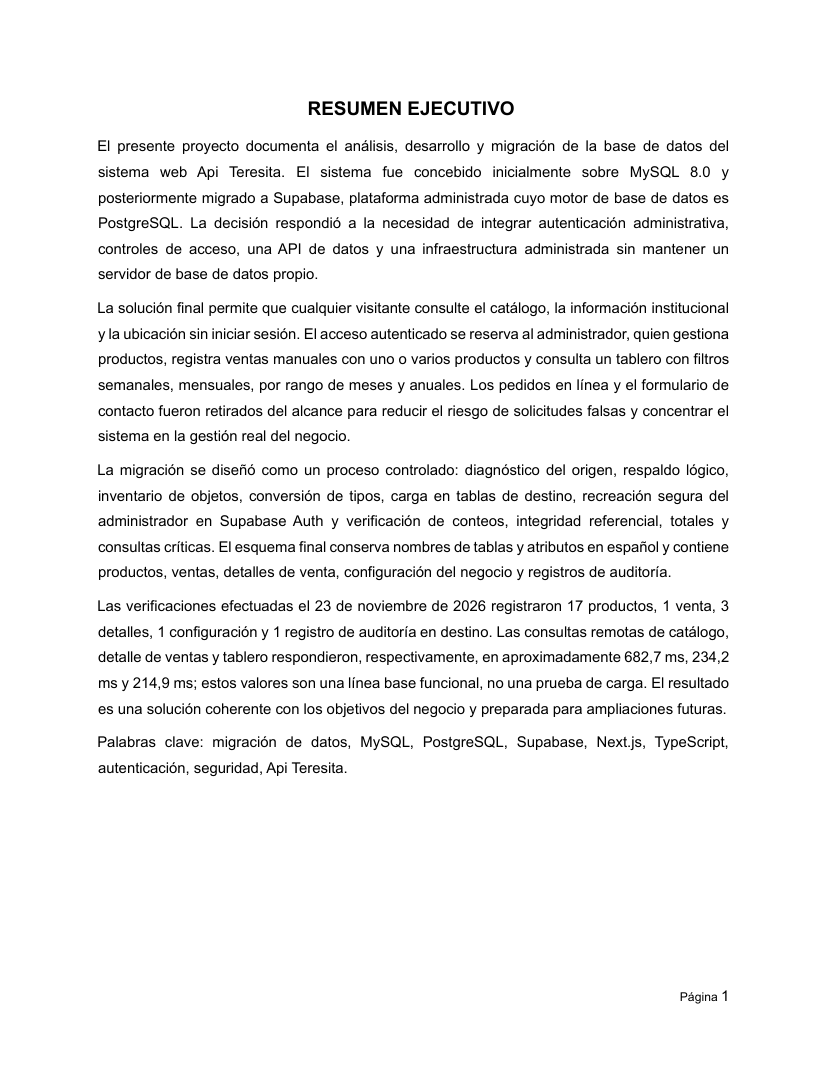 RESUMEN EJECUTIVO
El presente proyecto documenta el análisis, desarrollo y migración de la base de datos del
sistema web Api Teresita. El sistema fue concebido inicialmente sobre MySQL 8.0 y
posteriormente migrado a Supabase, plataforma administrada cuyo motor de base de datos es
PostgreSQL. La decisión respondió a la necesidad de integrar autenticación administrativa,
controles de acceso, una API de datos y una infraestructura administrada sin mantener un
servidor de base de datos propio.
La solución final permite que cualquier visitante consulte el catálogo, la información institucional
y la ubicación sin iniciar sesión. El acceso autenticado se reserva al administrador, quien gestiona
productos, registra ventas manuales con uno o varios productos y consulta un tablero con filtros
semanales, mensuales, por rango de meses y anuales. Los pedidos en línea y el formulario de
contacto fueron retirados del alcance para reducir el riesgo de solicitudes falsas y concentrar el
sistema en la gestión real del negocio.
La migración se diseñó como un proceso controlado: diagnóstico del origen, respaldo lógico,
inventario de objetos, conversión de tipos, carga en tablas de destino, recreación segura del
administrador en Supabase Auth y verificación de conteos, integridad referencial, totales y
consultas críticas. El esquema final conserva nombres de tablas y atributos en español y contiene
productos, ventas, detalles de venta, configuración del negocio y registros de auditoría.
Las verificaciones efectuadas el 23 de noviembre de 2026 registraron 17 productos, 1 venta, 3
detalles, 1 configuración y 1 registro de auditoría en destino. Las consultas remotas de catálogo,
detalle de ventas y tablero respondieron, respectivamente, en aproximadamente 682,7 ms, 234,2
ms y 214,9 ms; estos valores son una línea base funcional, no una prueba de carga. El resultado
es una solución coherente con los objetivos del negocio y preparada para ampliaciones futuras.
Palabras clave: migración de datos, MySQL, PostgreSQL, Supabase, Next.js, TypeScript,
autenticación, seguridad, Api Teresita.
Página 1